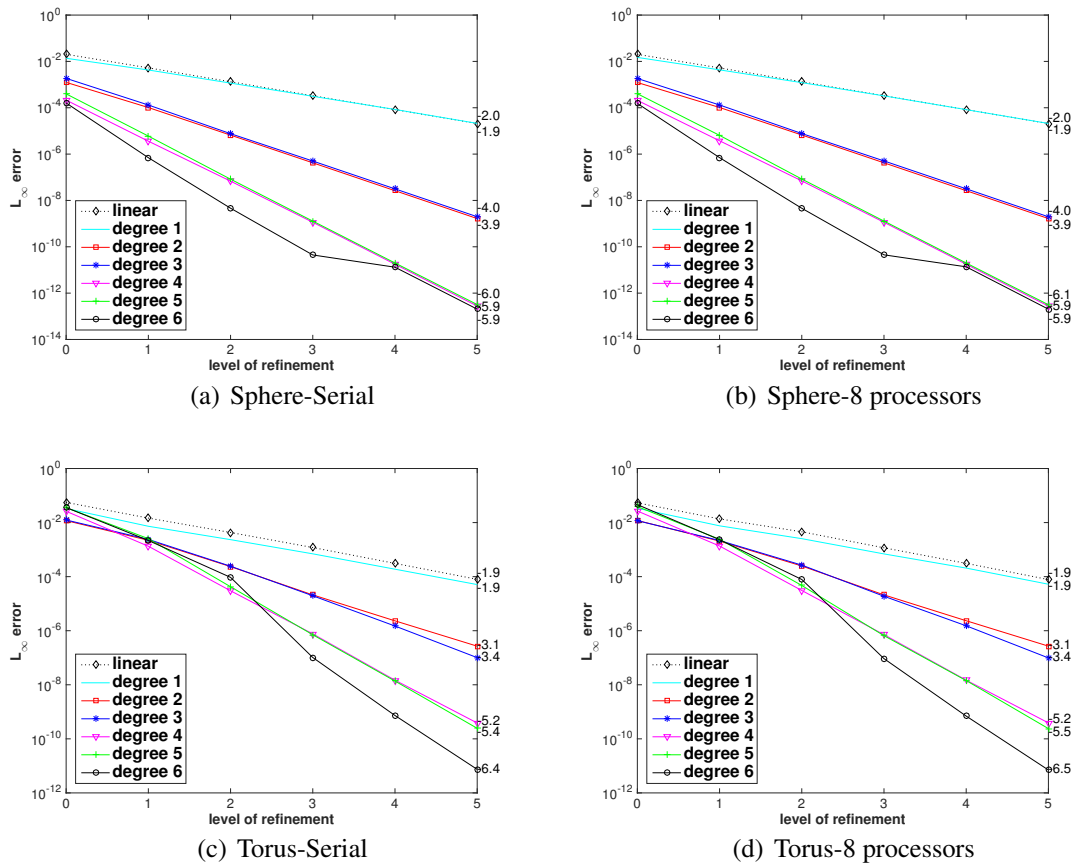 10^0
10^-2
10^-4
10^-6
10^-8
10^-10
10^-12
10^-14
L∞ error
linear
degree 1
degree 2
degree 3
degree 4
degree 5
degree 6
-2.0
-1.9
-4.0
-3.9
-6.0
-5.9
-5.9
0 1 2 3 4 5
level of refinement
(a) Sphere-Serial
10^0
10^-2
10^-4
10^-6
10^-8
10^-10
10^-12
10^-14
L∞ error
linear
degree 1
degree 2
degree 3
degree 4
degree 5
degree 6
-2.0
-1.9
-4.0
-3.9
-6.1
-5.9
-5.9
0 1 2 3 4 5
level of refinement
(b) Sphere-8 processors
10^0
10^-2
10^-4
10^-6
10^-8
10^-10
10^-12
L∞ error
linear
degree 1
degree 2
degree 3
degree 4
degree 5
degree 6
-1.9
-1.9
-3.1
-3.4
-5.2
-5.4
-6.4
0 1 2 3 4 5
level of refinement
(c) Torus-Serial
10^0
10^-2
10^-4
10^-6
10^-8
10^-10
10^-12
L∞ error
linear
degree 1
degree 2
degree 3
degree 4
degree 5
degree 6
-1.9
-1.9
-3.1
-3.4
-5.2
-5.5
-6.5
0 1 2 3 4 5
level of refinement
(d) Torus-8 processors